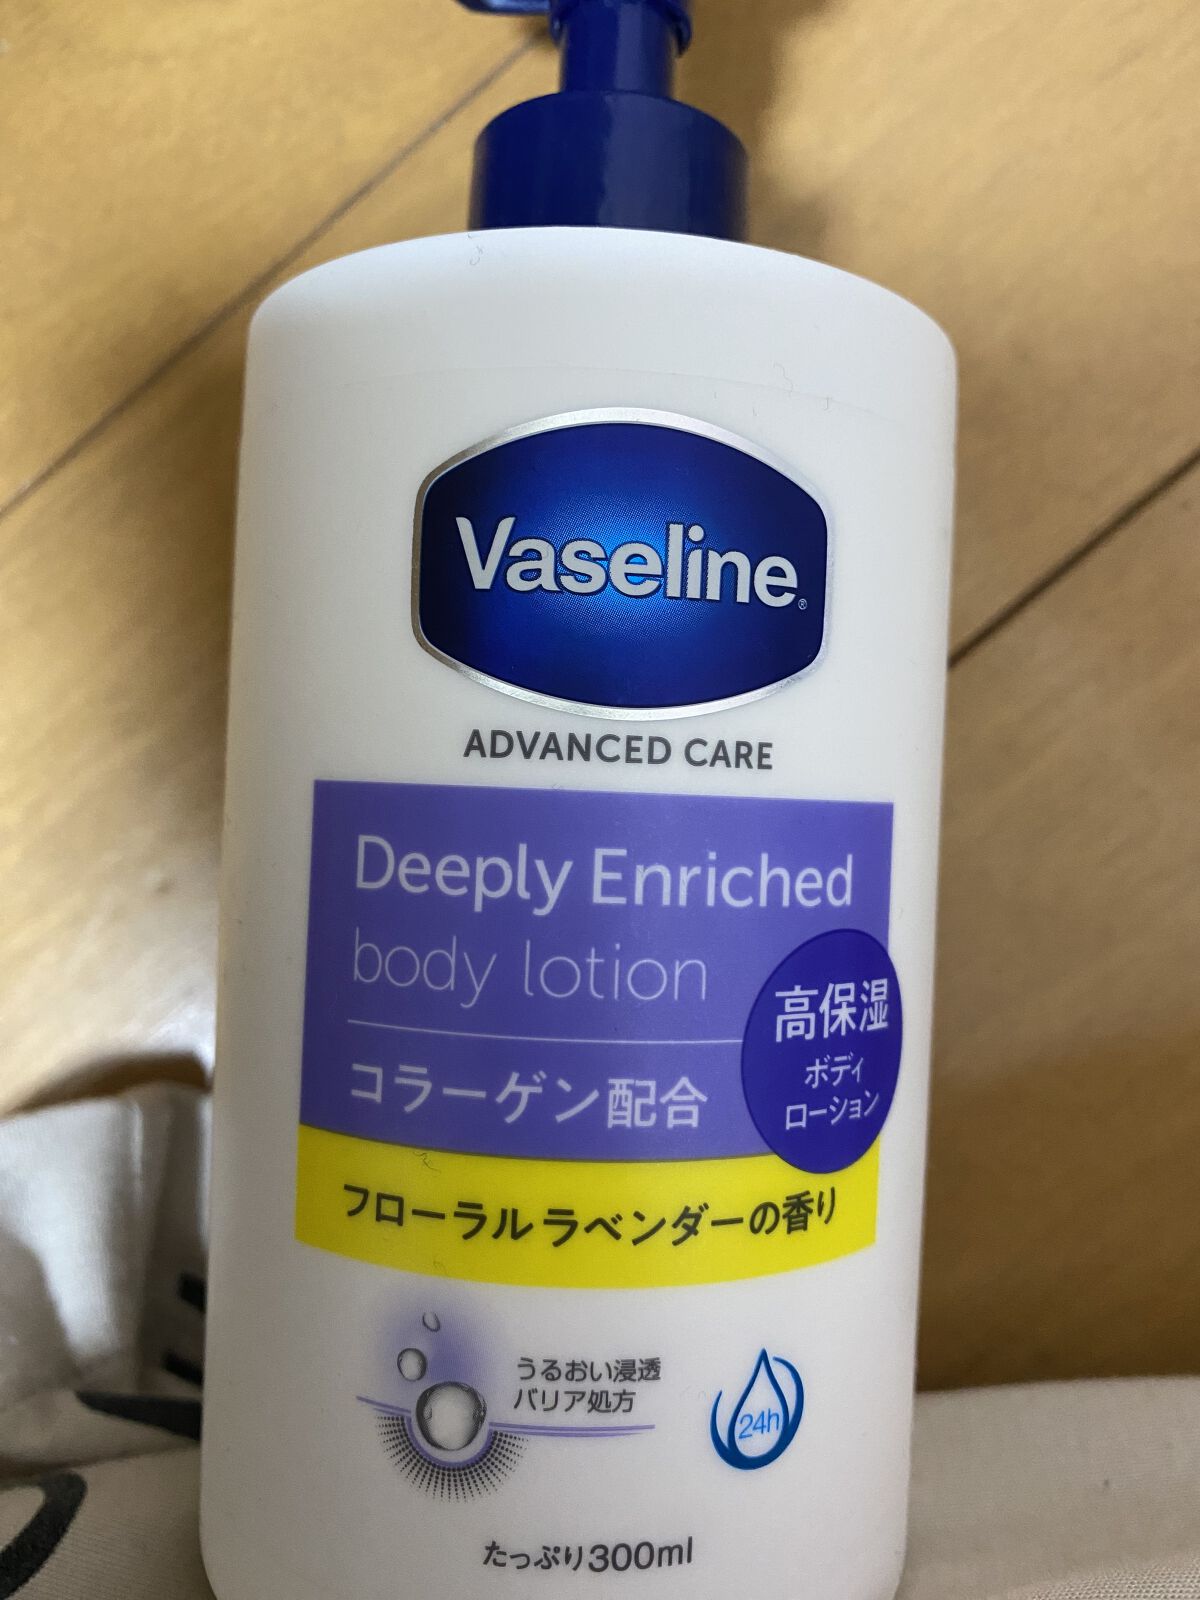 Vaseline®
ADVANCED CARE
Deeply Enriched
body lotion
コラーゲン配合
高保湿
ボディ
ローション
フローラルラベンダーの香り
うるおい浸透
バリア処方
24h
たっぷり300ml